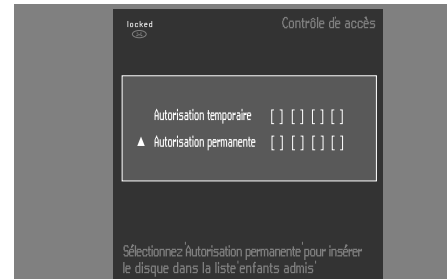 locked
Contrôle de accès
Autorisation temporaire [ ] [ ] [ ] [ ]
▲ Autorisation permanente [ ] [ ] [ ] [ ]
Sélectionnez 'Autorisation permanente' pour insérer
le disque dans la liste 'enfants admis'